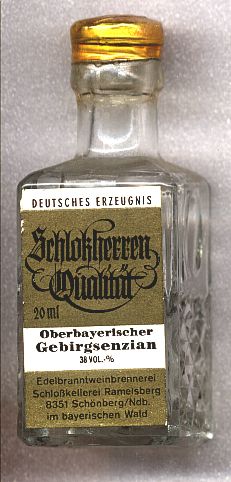 DEUTSCHES ERZEUGNIS
Schloßherren
Qualität
20 ml
Oberbayerischer
Gebirgsenzian
38 VOL.-%
Edelbranntweinbrennerei
Schloßkellerei Ramelsberg
8351 Schönberg/Ndb.
im bayerischen Wald